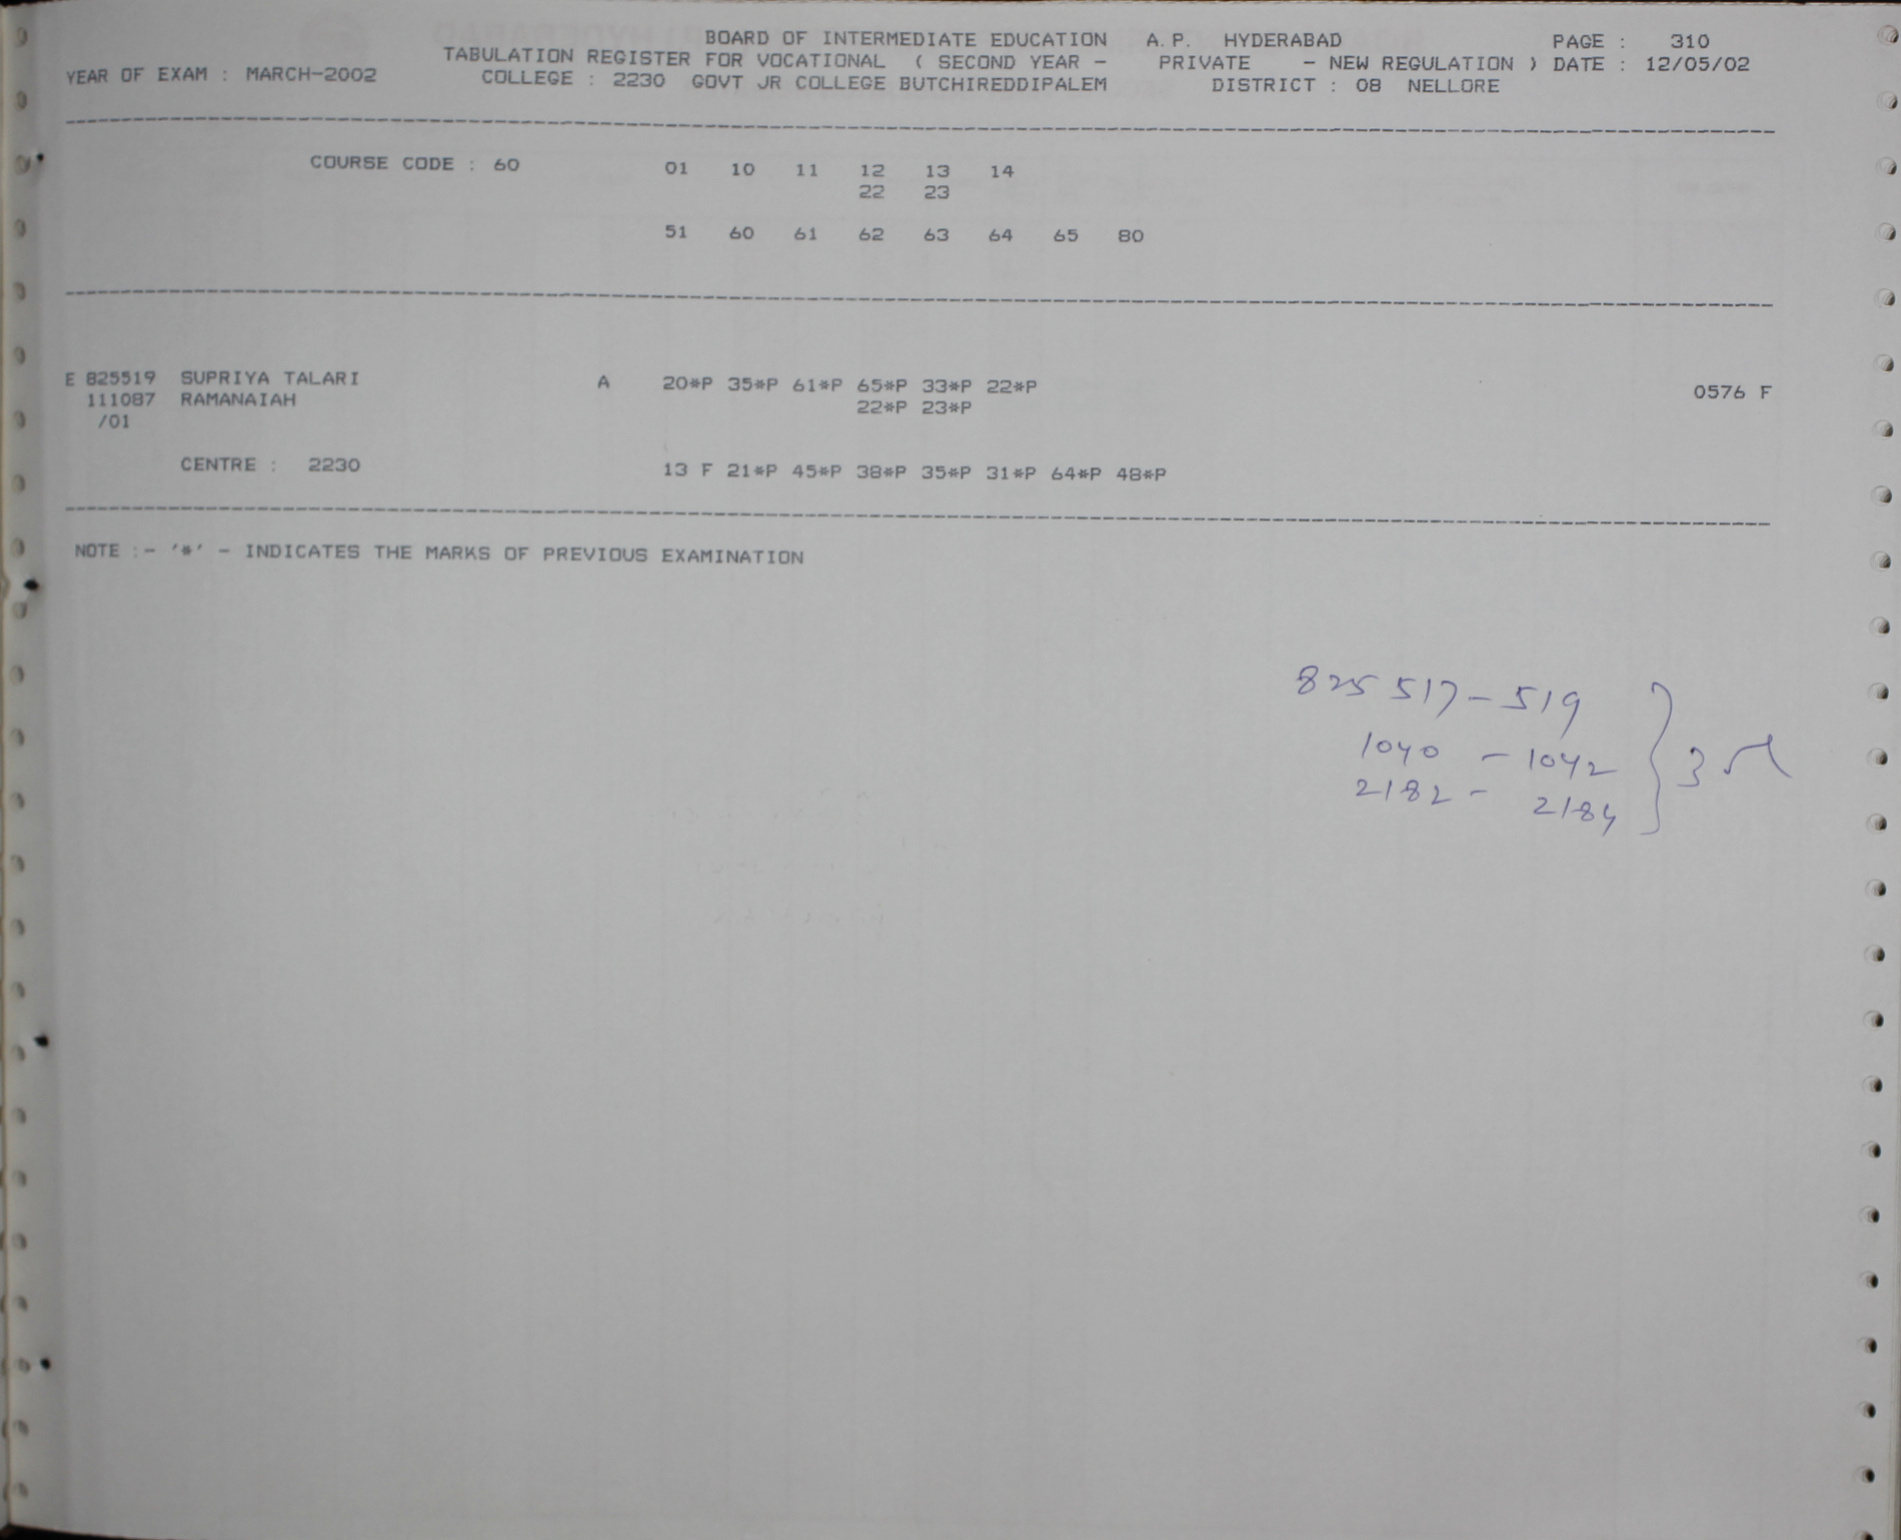 BOARD OF INTERMEDIATE EDUCATION A.P. HYDERABAD PAGE : 310
TABULATION REGISTER FOR VOCATIONAL ( SECOND YEAR - PRIVATE - NEW REGULATION ) DATE : 12/05/02
YEAR OF EXAM : MARCH-2002 COLLEGE : 2230 GOVT JR COLLEGE BUTCHIREDDIPALEM DISTRICT : 08 NELLORE
COURSE CODE : 60 01 10 11 12 13 14
22 23
51 60 61 62 63 64 65 80
E 825519 SUPRIYA TALARI A 20*P 35*P 61*P 65*P 33*P 22*P 0576 F
111087 RAMANAIAH 22*P 23*P
/01
CENTRE : 2230 13 F 21*P 45*P 38*P 35*P 31*P 64*P 48*P
NOTE :- '*' - INDICATES THE MARKS OF PREVIOUS EXAMINATION
825517-519
1040 - 1042 } 3
2182 - 2184